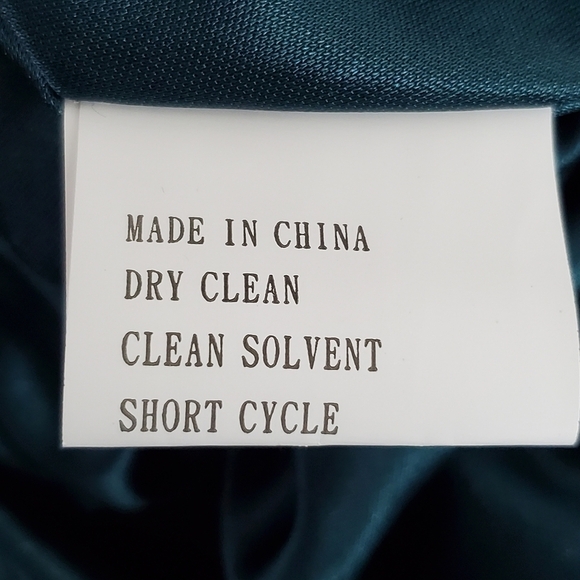 MADE IN CHINA
DRY CLEAN
CLEAN SOLVENT
SHORT CYCLE